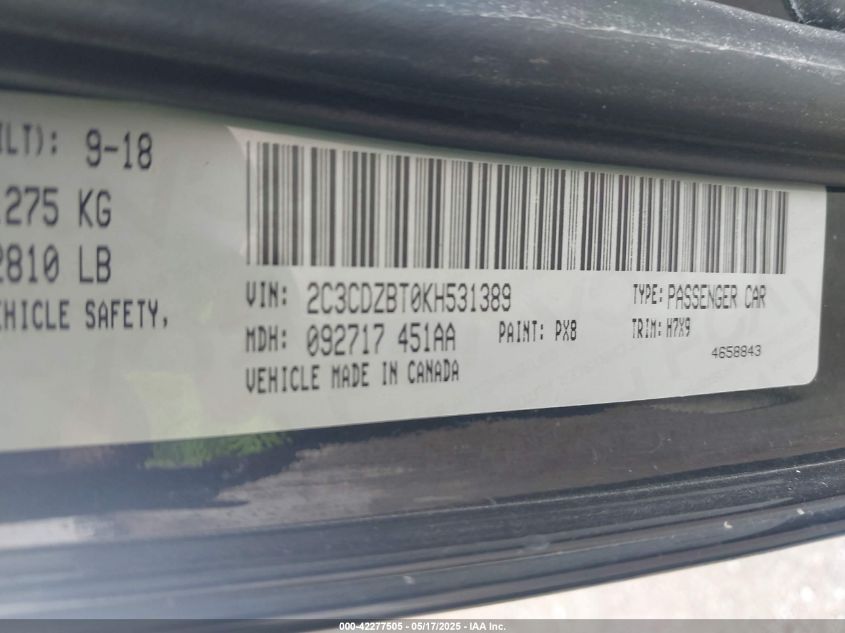 ILT): 9-18
275 KG
2810 LB
EHICLE SAFETY,
VIN: 2C3CDZBT0KH531389
TYPE: PASSENGER CAR
MDH: 092717 451AA
PAINT: PX8
TRIM: H7X9
VEHICLE MADE IN CANADA
4658843
000-42277505 - 05/17/2025 - IAA Inc.